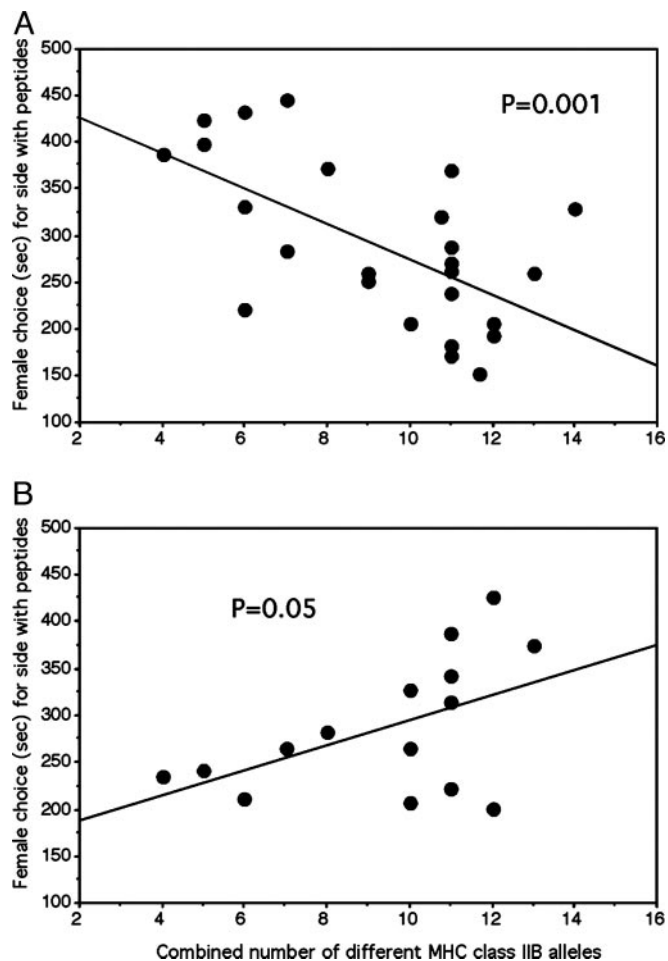 A
Female choice (sec) for side with peptides
500
450
400
350
300
250
200
150
100
P=0.001
2 4 6 8 10 12 14 16
B
Female choice (sec) for side with peptides
500
450
400
350
300
250
200
150
100
P=0.05
2 4 6 8 10 12 14 16
Combined number of different MHC class IIB alleles